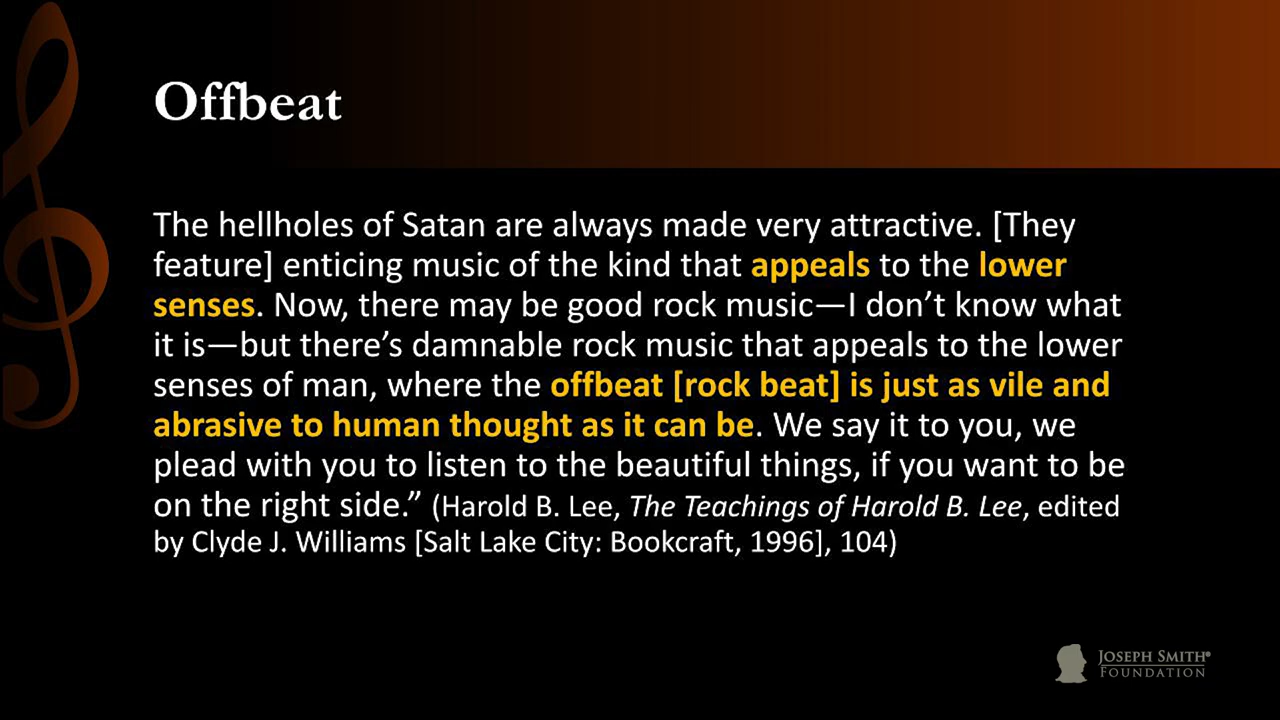 Offbeat
The hellholes of Satan are always made very attractive. [They
feature] enticing music of the kind that appeals to the lower
senses. Now, there may be good rock music—I don’t know what
it is—but there’s damnable rock music that appeals to the lower
senses of man, where the offbeat [rock beat] is just as vile and
abrasive to human thought as it can be. We say it to you, we
plead with you to listen to the beautiful things, if you want to be
on the right side.” (Harold B. Lee, The Teachings of Harold B. Lee, edited
by Clyde J. Williams [Salt Lake City: Bookcraft, 1996], 104)
JOSEPH SMITH®
FOUNDATION